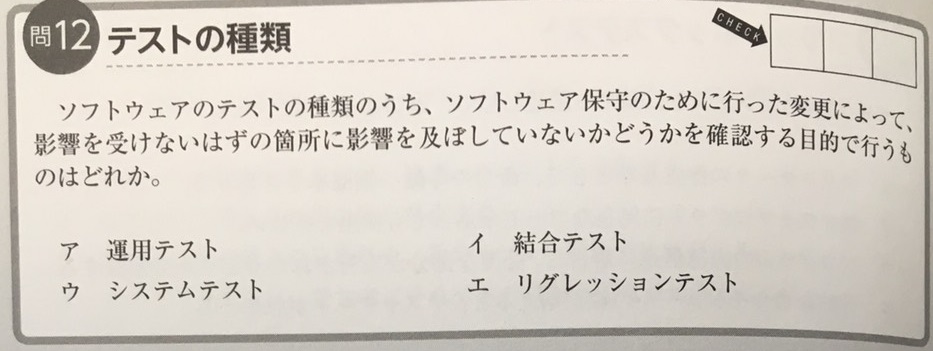 問12 テストの種類
CHECK
ソフトウェアのテストの種類のうち、ソフトウェア保守のために行った変更によって、
影響を受けないはずの箇所に影響を及ぼしていないかどうかを確認する目的で行うも
のはどれか。
ア 運用テスト イ 結合テスト
ウ システムテスト エ リグレッションテスト